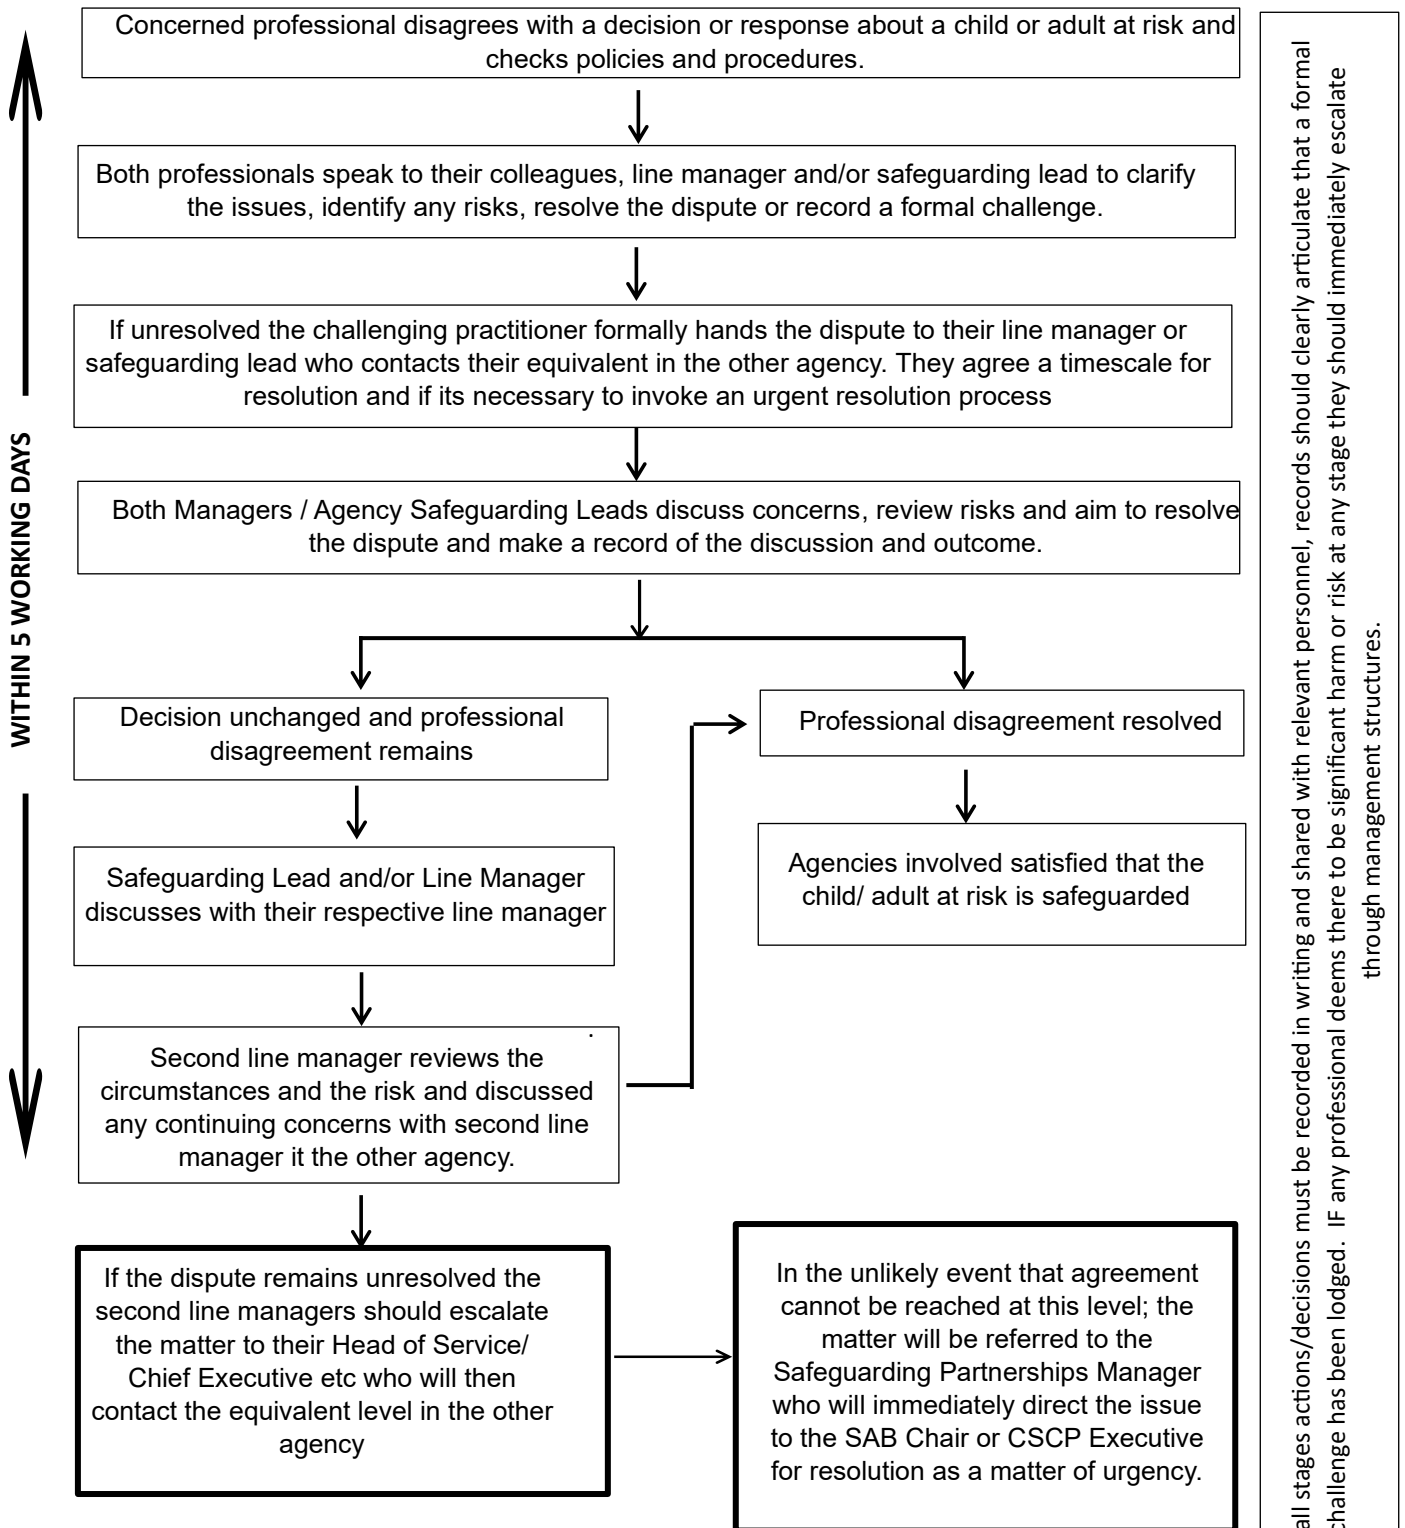 Concerned professional disagrees with a decision or response about a child or adult at risk and
checks policies and procedures.
Both professionals speak to their colleagues, line manager and/or safeguarding lead to clarify
the issues, identify any risks, resolve the dispute or record a formal challenge.
If unresolved the challenging practitioner formally hands the dispute to their line manager or
safeguarding lead who contacts their equivalent in the other agency. They agree a timescale for
resolution and if its necessary to invoke an urgent resolution process
Both Managers / Agency Safeguarding Leads discuss concerns, review risks and aim to resolve
the dispute and make a record of the discussion and outcome.
WITHIN 5 WORKING DAYS
Decision unchanged and professional
disagreement remains
Professional disagreement resolved
Safeguarding Lead and/or Line Manager
discusses with their respective line manager
Agencies involved satisfied that the
child/ adult at risk is safeguarded
.
Second line manager reviews the
circumstances and the risk and discussed
any continuing concerns with second line
manager it the other agency.
If the dispute remains unresolved the
second line managers should escalate
the matter to their Head of Service/
Chief Executive etc who will then
contact the equivalent level in the other
agency
In the unlikely event that agreement
cannot be reached at this level; the
matter will be referred to the
Safeguarding Partnerships Manager
who will immediately direct the issue
to the SAB Chair or CSCP Executive
for resolution as a matter of urgency.
all stages actions/decisions must be recorded in writing and shared with relevant personnel, records should clearly articulate that a formal
challenge has been lodged.  IF any professional deems there to be significant harm or risk at any stage they should immediately escalate
through management structures.